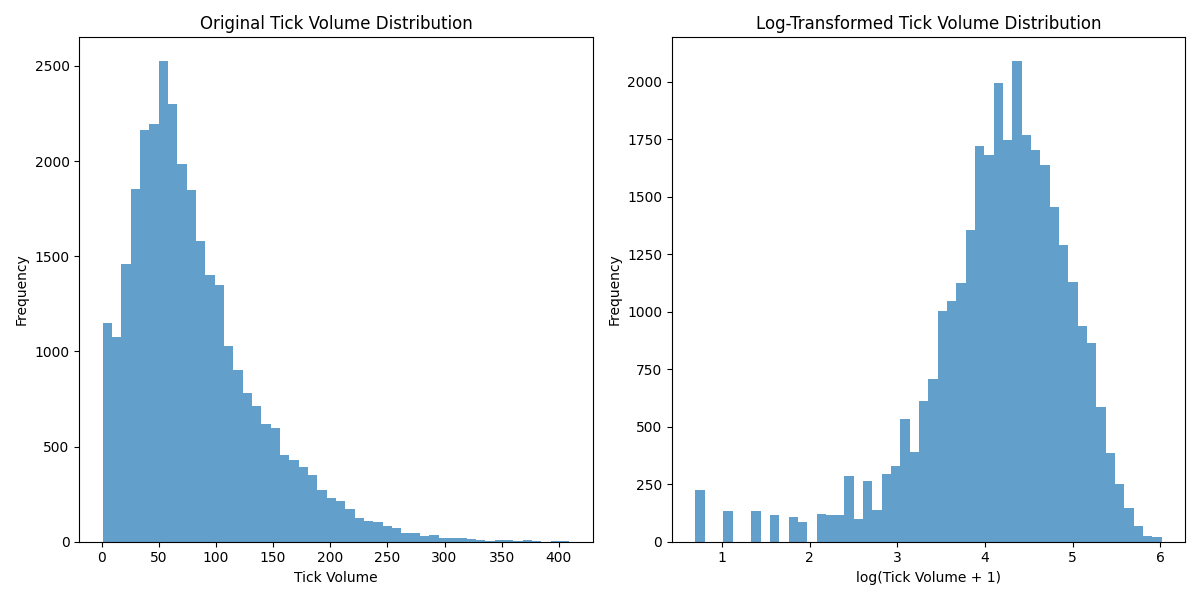 Original Tick Volume Distribution
2500
2000
1500
1000
500
0
Frequency
0 50 100 150 200 250 300 350 400
Tick Volume
Log-Transformed Tick Volume Distribution
2000
1750
1500
1250
1000
750
500
250
0
Frequency
1 2 3 4 5 6
log(Tick Volume + 1)